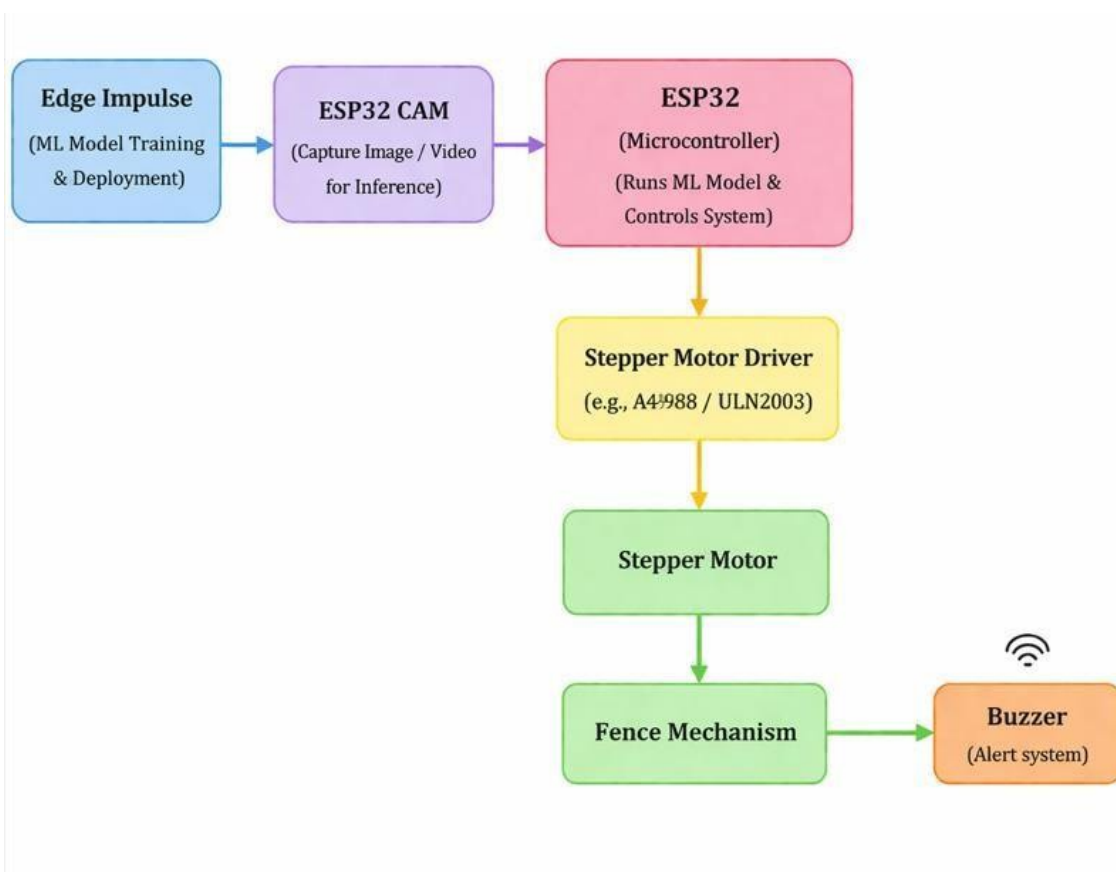 Edge Impulse
(ML Model Training
& Deployment)
ESP32 CAM
(Capture Image / Video
for Inference)
ESP32
(Microcontroller)
(Runs ML Model &
Controls System)
Stepper Motor Driver
(e.g., / ULN2003)
Stepper Motor
Fence Mechanism
Buzzer
(Alert system)